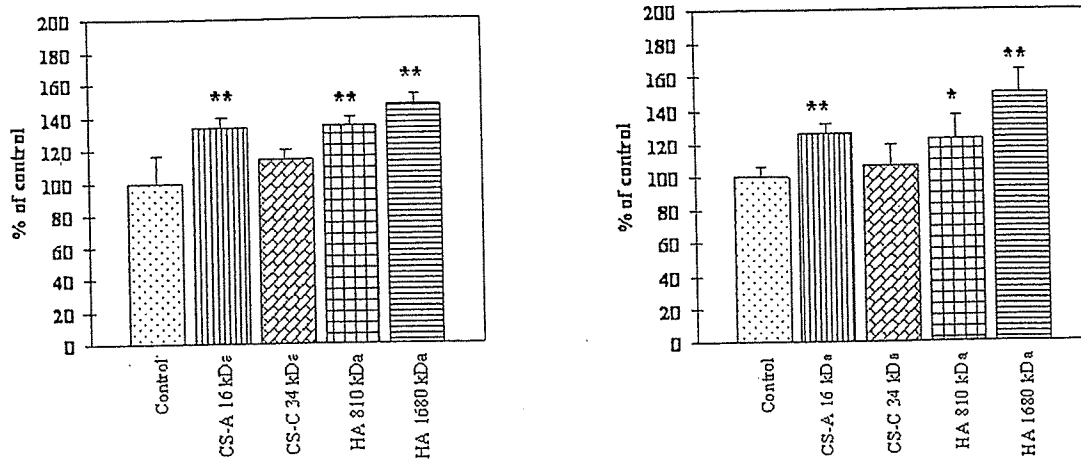 % of control
200
180
160
140
120
100
80
60
40
20
0
**
**
**
Control
CS-A 16 kDa
CS-C 34 kDa
HA 810 kDa
HA 1680 kDa
% of control
200
180
160
140
120
100
80
60
40
20
0
**
*
**
Control
CS-A 16 kDa
CS-C 34 kDa
HA 810 kDa
HA 1680 kDa